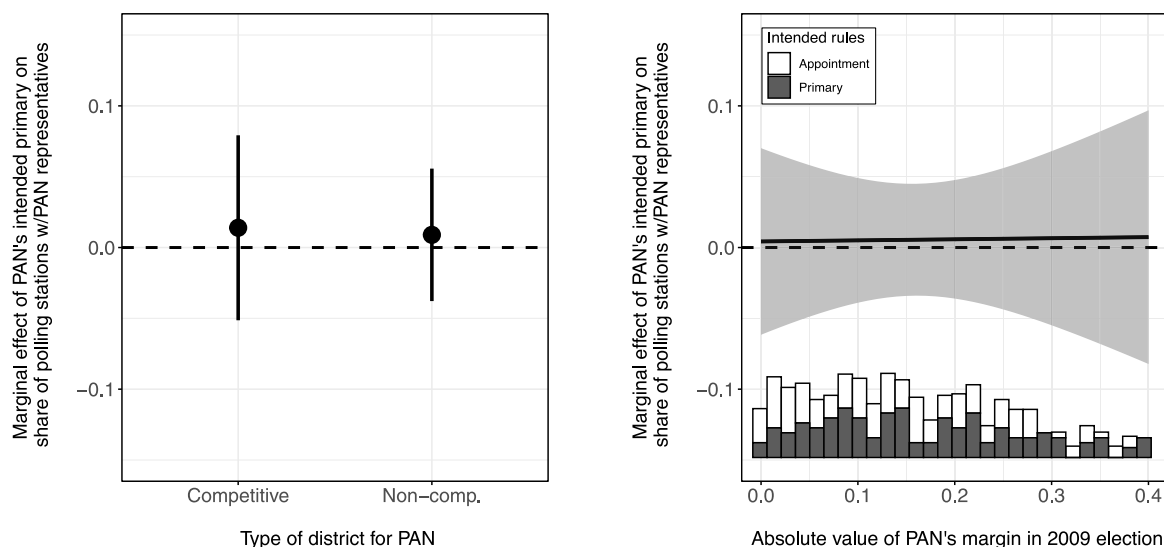 Marginal effect of PAN's intended primary on
share of polling stations w/PAN representatives
0.1
0.0
−0.1
Competitive
Non−comp.
Type of district for PAN
Marginal effect of PAN's intended primary on
share of polling stations w/PAN representatives
Intended rules
Appointment
Primary
0.1
0.0
−0.1
0.0
0.1
0.2
0.3
0.4
Absolute value of PAN's margin in 2009 election